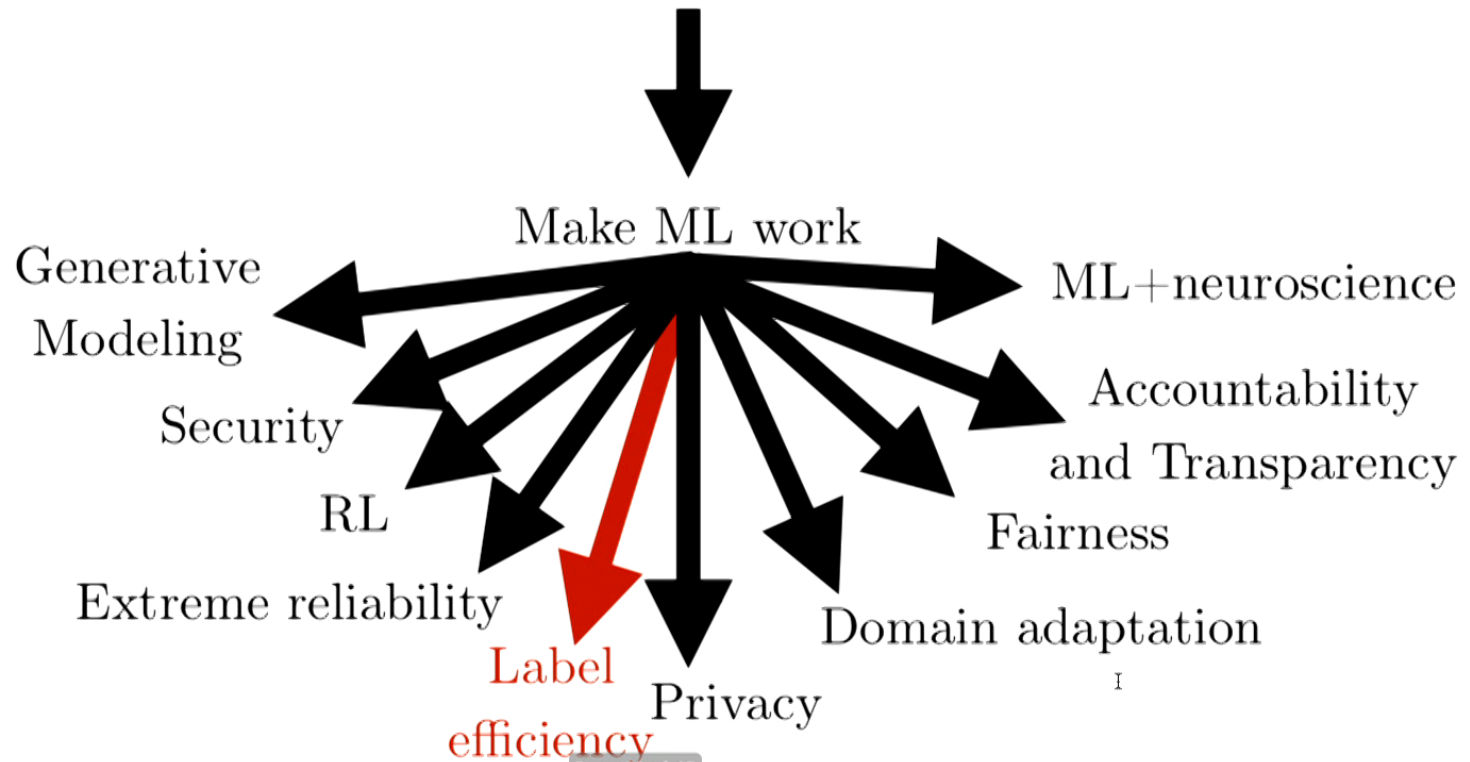 Make ML work
Generative
Modeling
Security
RL
Extreme reliability
Label
efficiency
Privacy
Domain adaptation
Fairness
Accountability
and Transparency
ML+neuroscience